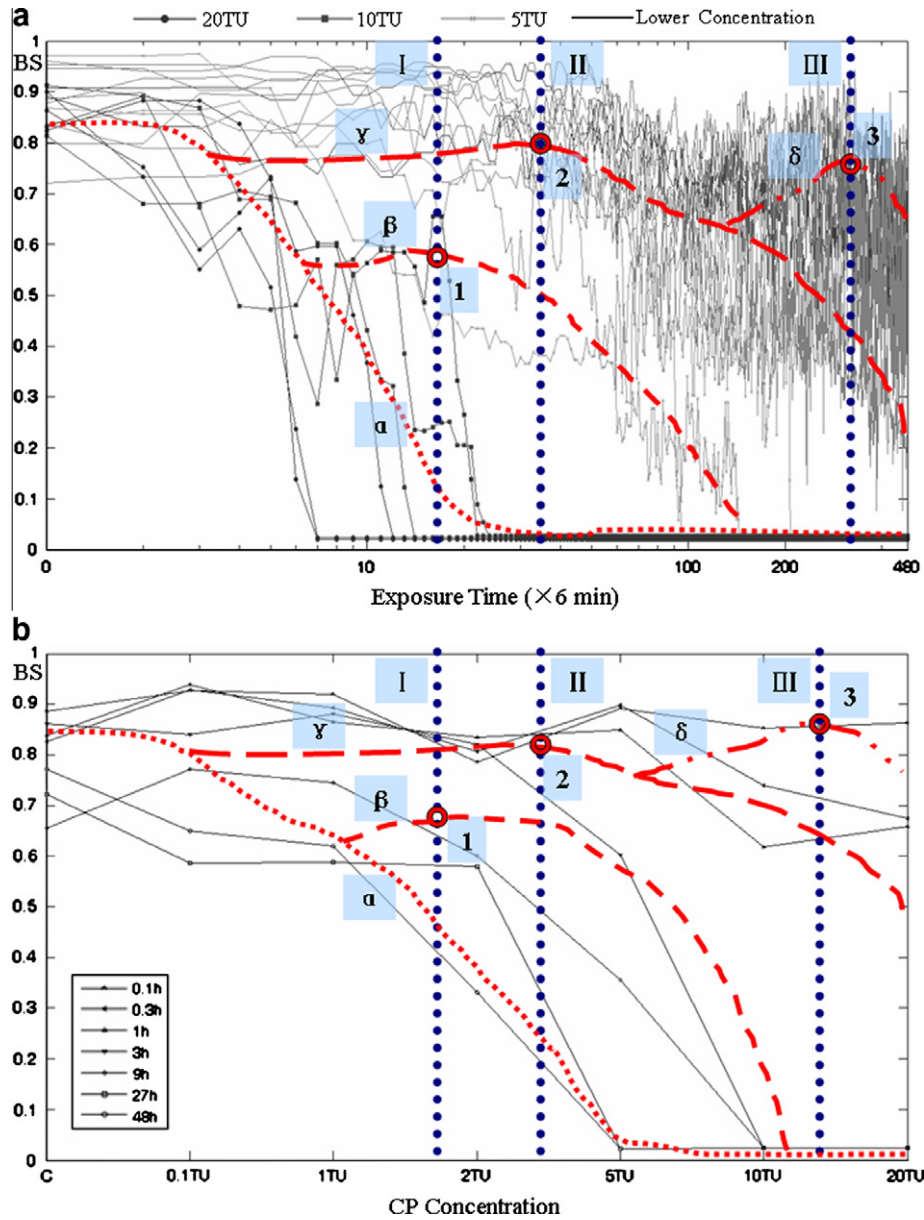 a
20TU 10TU 5TU Lower Concentration
1
BS
I II III
0.9
ɣ
0.8
δ 3
2
0.7
β
0.6
1
0.5
0.4
0.3
α
0.2
0.1
0
0 10 100 200 480
Exposure Time (×6 min)
b
1
BS
I II III
0.9
3
ɣ
δ
0.8
2
β
0.7
1
0.6
α
0.5
0.4
0.3
0.2
0.1
0
0.1h
0.3h
1h
3h
9h
27h
48h
C 0.1TU 1TU 2TU 5TU 10TU 20TU
CP Concentration